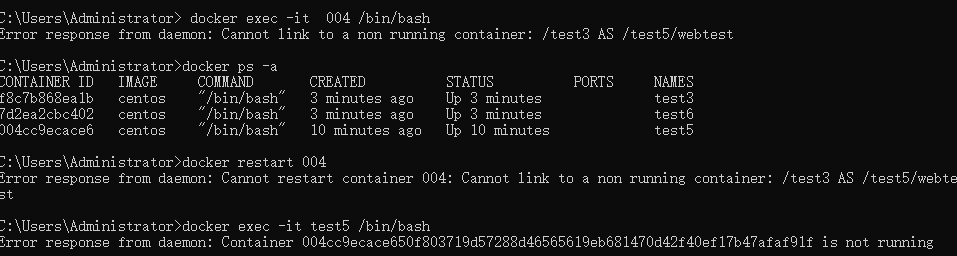 C:\Users\Administrator> docker exec -it  004 /bin/bash
Error response from daemon: Cannot link to a non running container: /test3 AS /test5/webtest
C:\Users\Administrator>docker ps -a
CONTAINER ID   IMAGE     COMMAND       CREATED          STATUS          PORTS     NAMES
f8c7b868ea1b   centos    "/bin/bash"   3 minutes ago    Up 3 minutes              test3
7d2ea2cbc402   centos    "/bin/bash"   3 minutes ago    Up 3 minutes              test6
004cc9ecace6   centos    "/bin/bash"   10 minutes ago   Up 10 minutes             test5
C:\Users\Administrator>docker restart 004
Error response from daemon: Cannot restart container 004: Cannot link to a non running container: /test3 AS /test5/webte
st
C:\Users\Administrator>docker exec -it test5 /bin/bash
Error response from daemon: Container 004cc9ecace650f803719d57288d46565619eb681470d42f40ef17b47afaf91f is not running